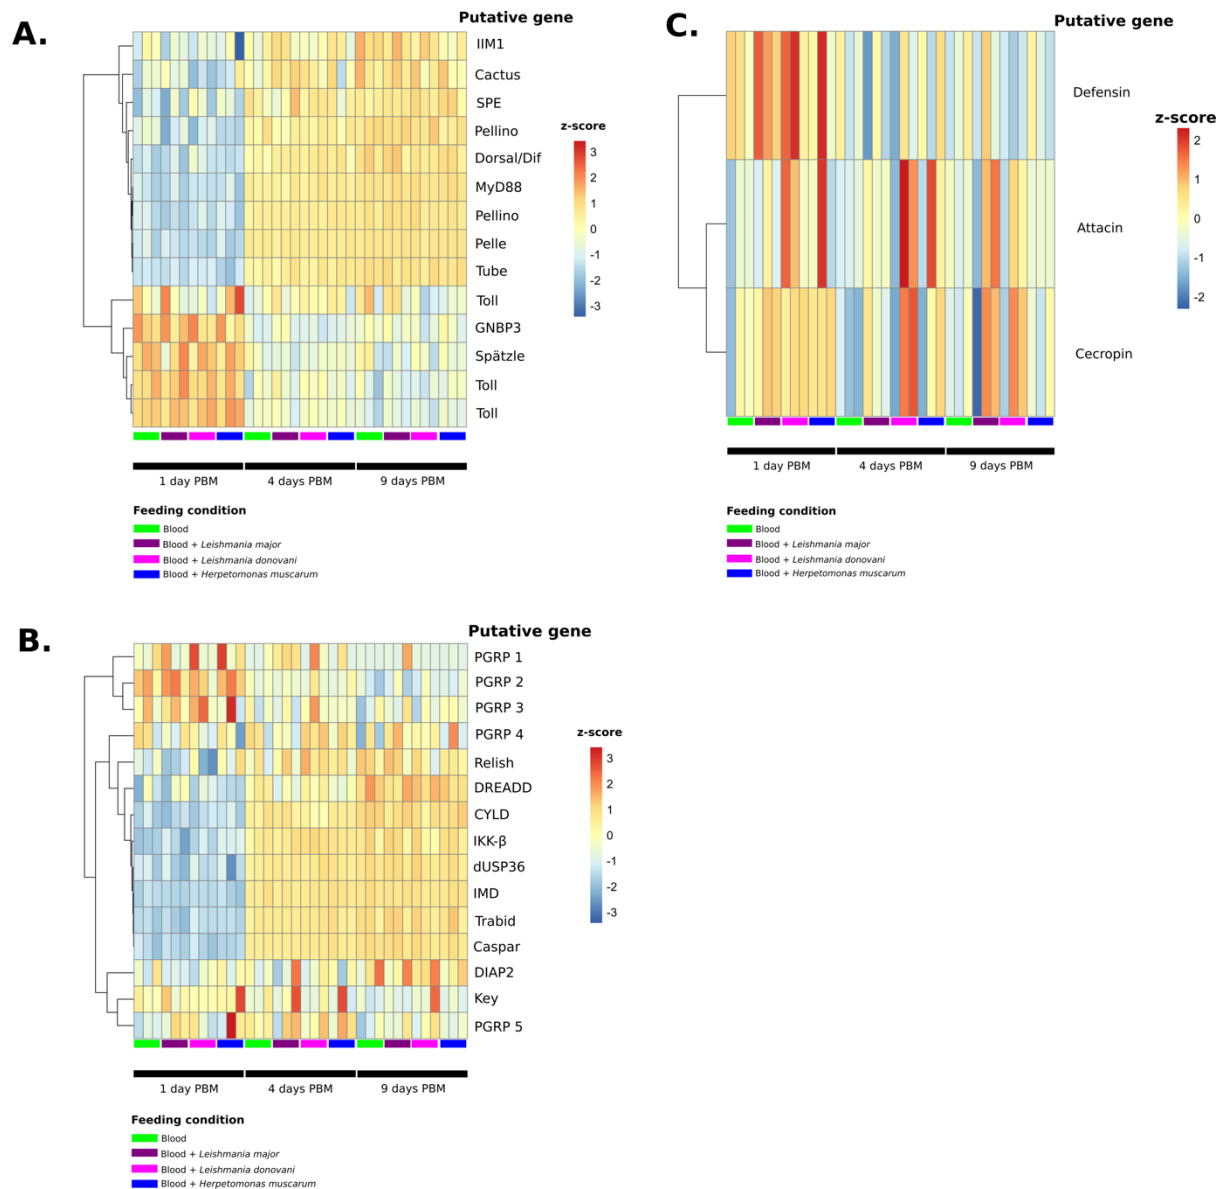 A.
Putative gene
IIM1
Cactus
SPE
Pellino
Dorsal/Dif
MyD88
Pellino
Pelle
Tube
Toll
GNBP3
Spätzle
Toll
Toll
z-score
3
2
1
0
-1
-2
-3
1 day PBM
4 days PBM
9 days PBM
Feeding condition
Blood
Blood + Leishmania major
Blood + Leishmania donovani
Blood + Herpetomonas muscarum
C.
Putative gene
Defensin
Attacin
Cecropin
z-score
2
1
0
-1
-2
1 day PBM
4 days PBM
9 days PBM
Feeding condition
Blood
Blood + Leishmania major
Blood + Leishmania donovani
Blood + Herpetomonas muscarum
B.
Putative gene
PGRP 1
PGRP 2
PGRP 3
PGRP 4
Relish
DREADD
CYLD
IKK-β
dUSP36
IMD
Trabid
Caspar
DIAP2
Key
PGRP 5
z-score
3
2
1
0
-1
-2
-3
1 day PBM
4 days PBM
9 days PBM
Feeding condition
Blood
Blood + Leishmania major
Blood + Leishmania donovani
Blood + Herpetomonas muscarum